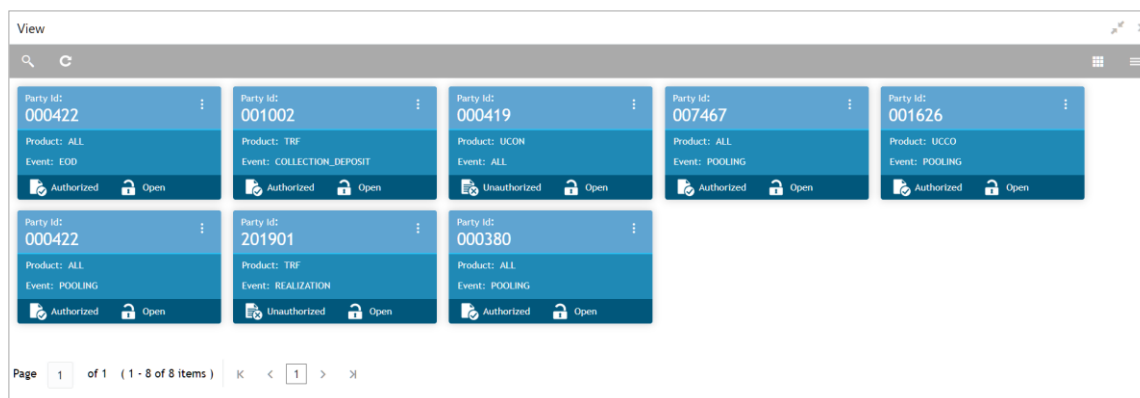 View
Party Id:
000422
Product: ALL
Event: EOD
Authorized Open
Party Id:
001002
Product: TRF
Event: COLLECTION_DEPOSIT
Authorized Open
Party Id:
000419
Product: UCON
Event: ALL
Unauthorized Open
Party Id:
007467
Product: ALL
Event: POOLING
Authorized Open
Party Id:
001626
Product: UCCO
Event: POOLING
Authorized Open
Party Id:
000422
Product: ALL
Event: POOLING
Authorized Open
Party Id:
201901
Product: TRF
Event: REALIZATION
Unauthorized Open
Party Id:
000380
Product: ALL
Event: POOLING
Authorized Open
Page 1 of 1 ( 1 - 8 of 8 items ) 1